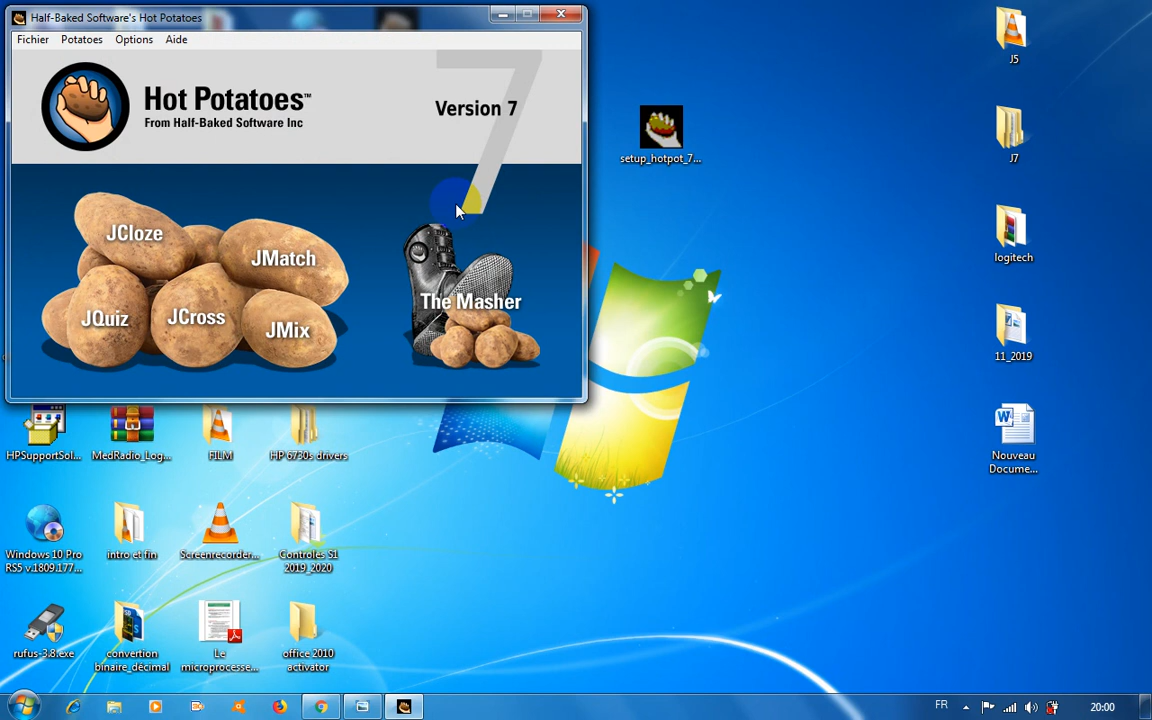 Half-Baked Software's Hot Potatoes
Fichier Potatoes Options Aide
Hot Potatoes™
From Half-Baked Software Inc
Version 7
7
JCloze
JMatch
JQuiz
JCross
JMix
The Masher
setup_hotpot_7...
J5
J7
logitech
11_2019
Nouveau
Docume...
HPSupportSol...
MedRadio_Log...
FILM
HP 6730s drivers
Windows 10 Pro
RS5 v.1809.177...
intro et fin
Screenrecorder...
Controles S1
2019_2020
rufus-3.8.exe
convertion
binaire_décimal
Le
microprocesse...
office 2010
activator
FR
20:00